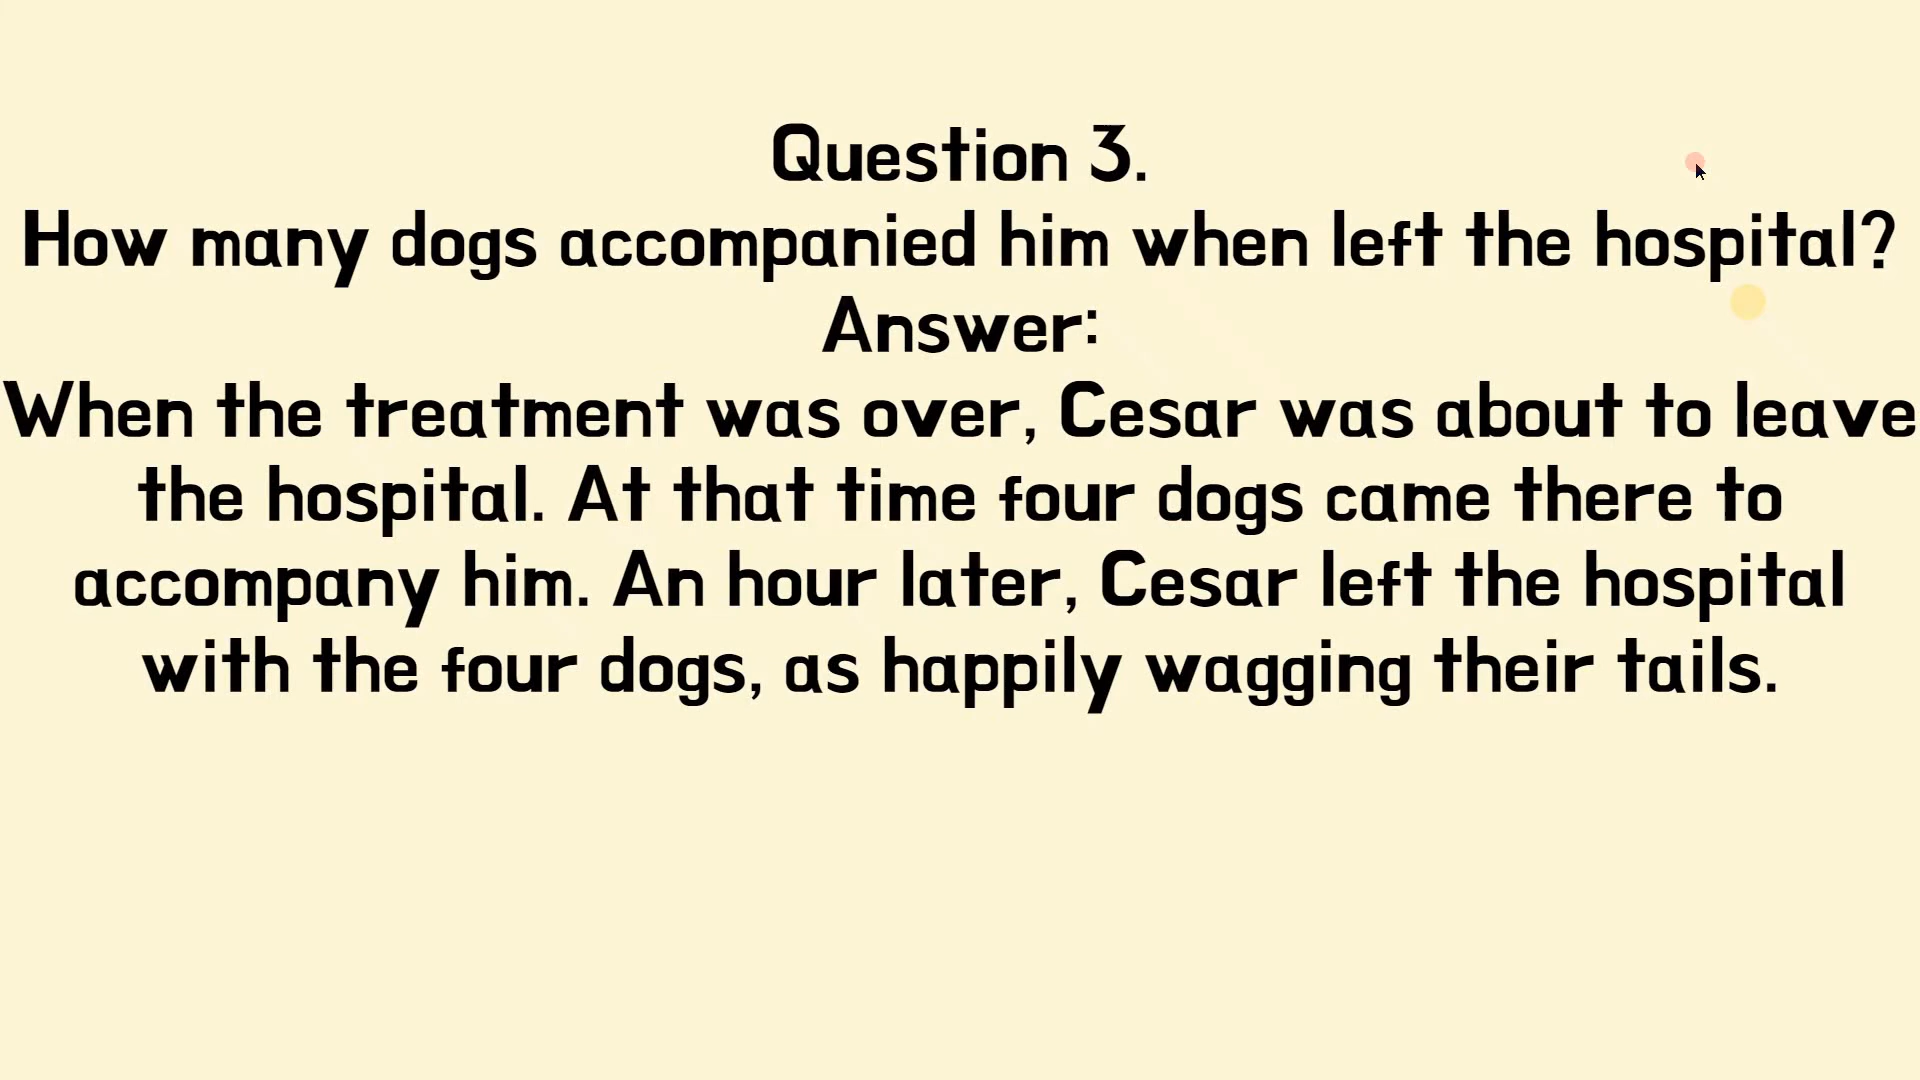 Question 3.
How many dogs accompanied him when left the hospital?
Answer:
When the treatment was over, Cesar was about to leave
the hospital. At that time four dogs came there to
accompany him. An hour later, Cesar left the hospital
with the four dogs, as happily wagging their tails.